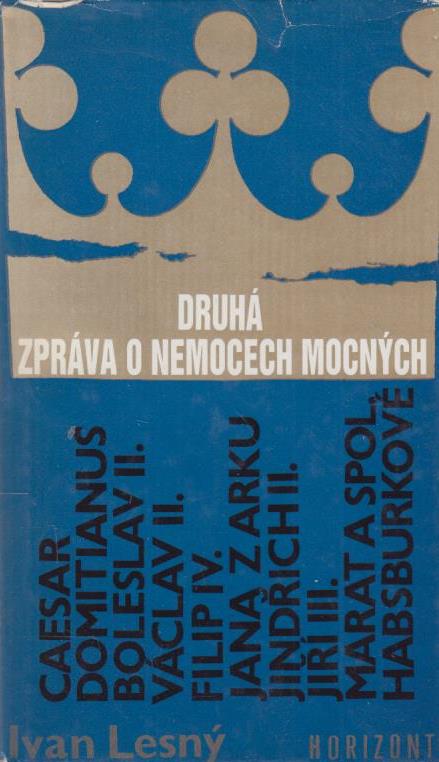 DRUHÁ
ZPRÁVA O NEMOCECH MOCNÝCH
CAESAR
DOMITIANUS
BOLESLAV II.
VÁCLAV II.
FILIP IV.
JANA Z ARKU
JINDŘICH II.
JIŘÍ III.
MARAT A SPOL.
HABSBURKOVÉ
Ivan Lesný
HORIZONT